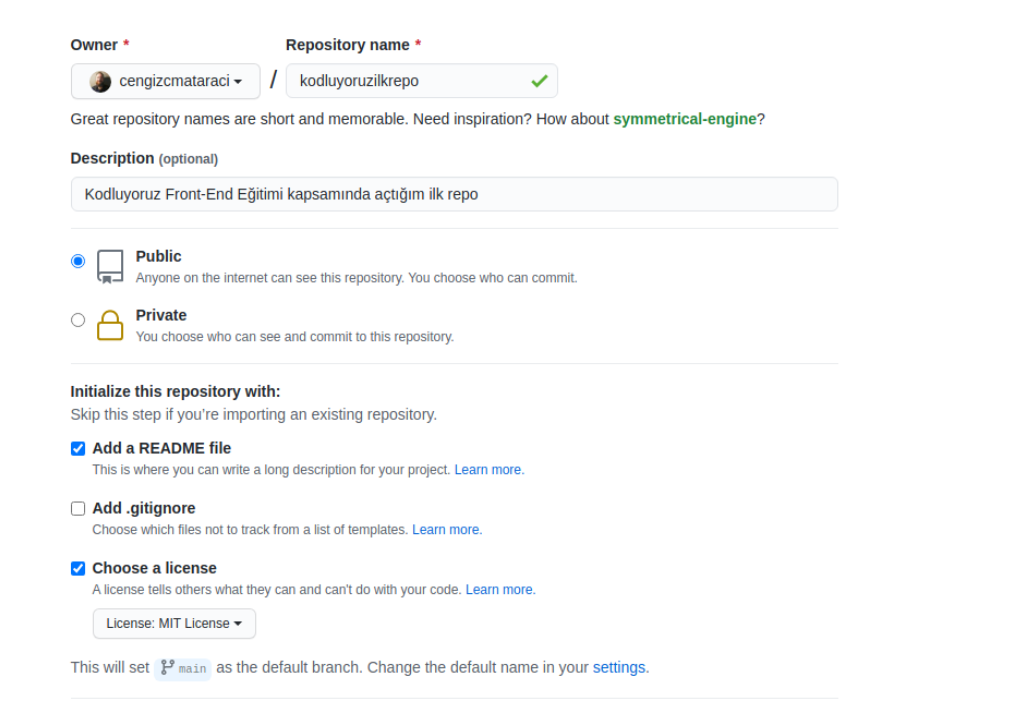 Owner * Repository name *
cengizcmataraci / kodluyoruzilkrepo
Great repository names are short and memorable. Need inspiration? How about symmetrical-engine?
Description (optional)
Kodluyoruz Front-End Eğitimi kapsamında açtığım ilk repo
Public
Anyone on the internet can see this repository. You choose who can commit.
Private
You choose who can see and commit to this repository.
Initialize this repository with:
Skip this step if you’re importing an existing repository.
Add a README file
This is where you can write a long description for your project. Learn more.
Add .gitignore
Choose which files not to track from a list of templates. Learn more.
Choose a license
A license tells others what they can and can't do with your code. Learn more.
License: MIT License
This will set main as the default branch. Change the default name in your settings.